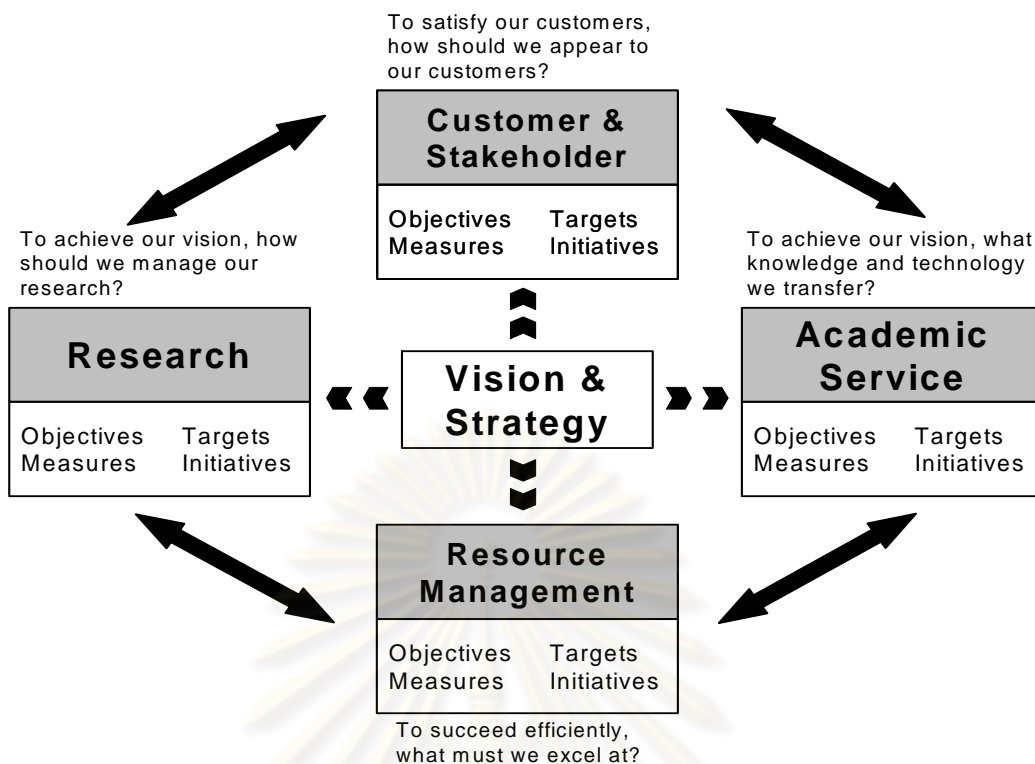 To satisfy our customers,
how should we appear to
our customers?
Customer &
Stakeholder
Objectives Targets
Measures Initiatives
To achieve our vision, how
should we manage our
research?
Research
Objectives Targets
Measures Initiatives
Vision &
Strategy
To achieve our vision, what
knowledge and technology
we transfer?
Academic
Service
Objectives Targets
Measures Initiatives
Resource
Management
Objectives Targets
Measures Initiatives
To succeed efficiently,
what must we excel at?